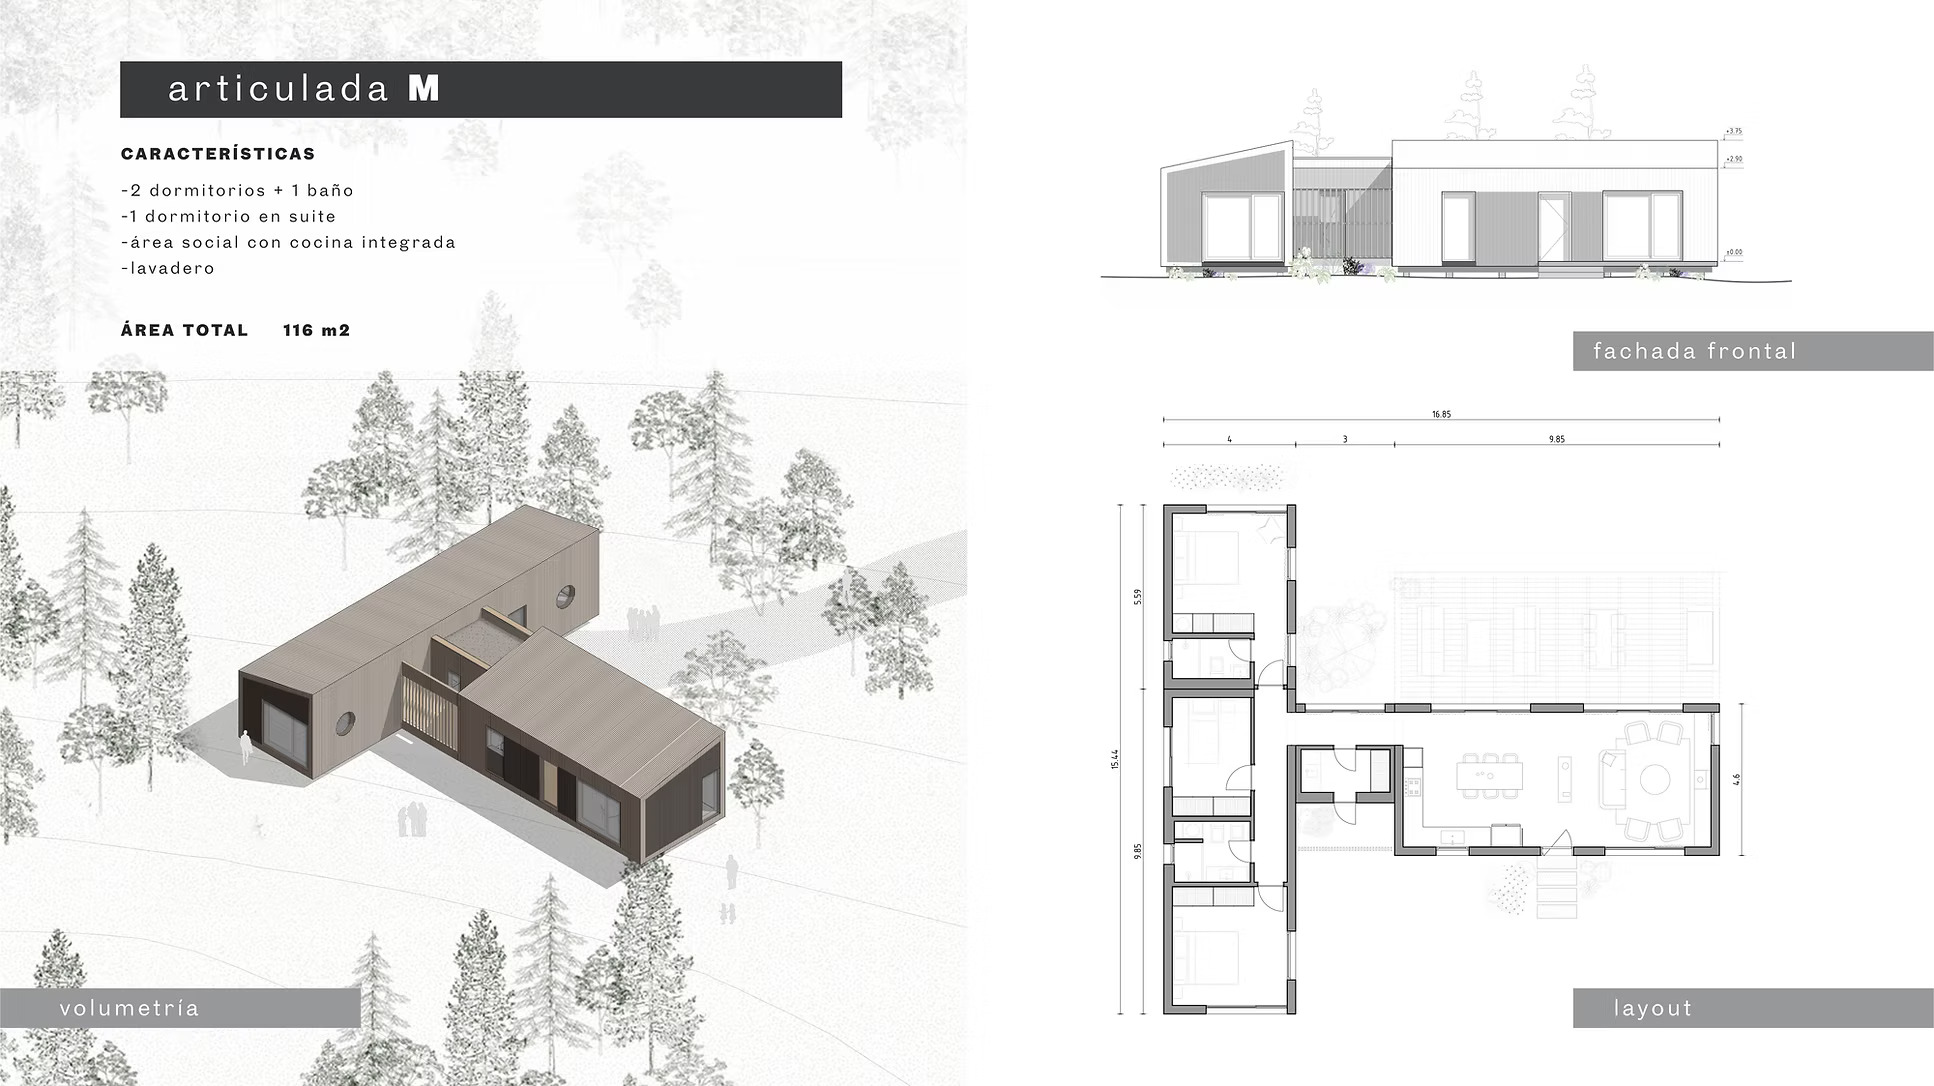 articulada M
CARACTERÍSTICAS
-2 dormitorios + 1 baño
-1 dormitorio en suite
-área social con cocina integrada
-lavadero
ÁREA TOTAL 116 m2
volumetría
+3.75
+2.90
±0.00
fachada frontal
16.85
4 3 9.85
5.59
15.44
9.85
4.6
layout